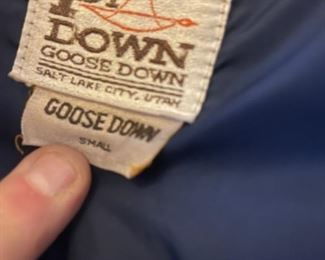 DOWN
GOOSE DOWN
SALT LAKE CITY, UTAH
GOOSE DOWN
SMALL